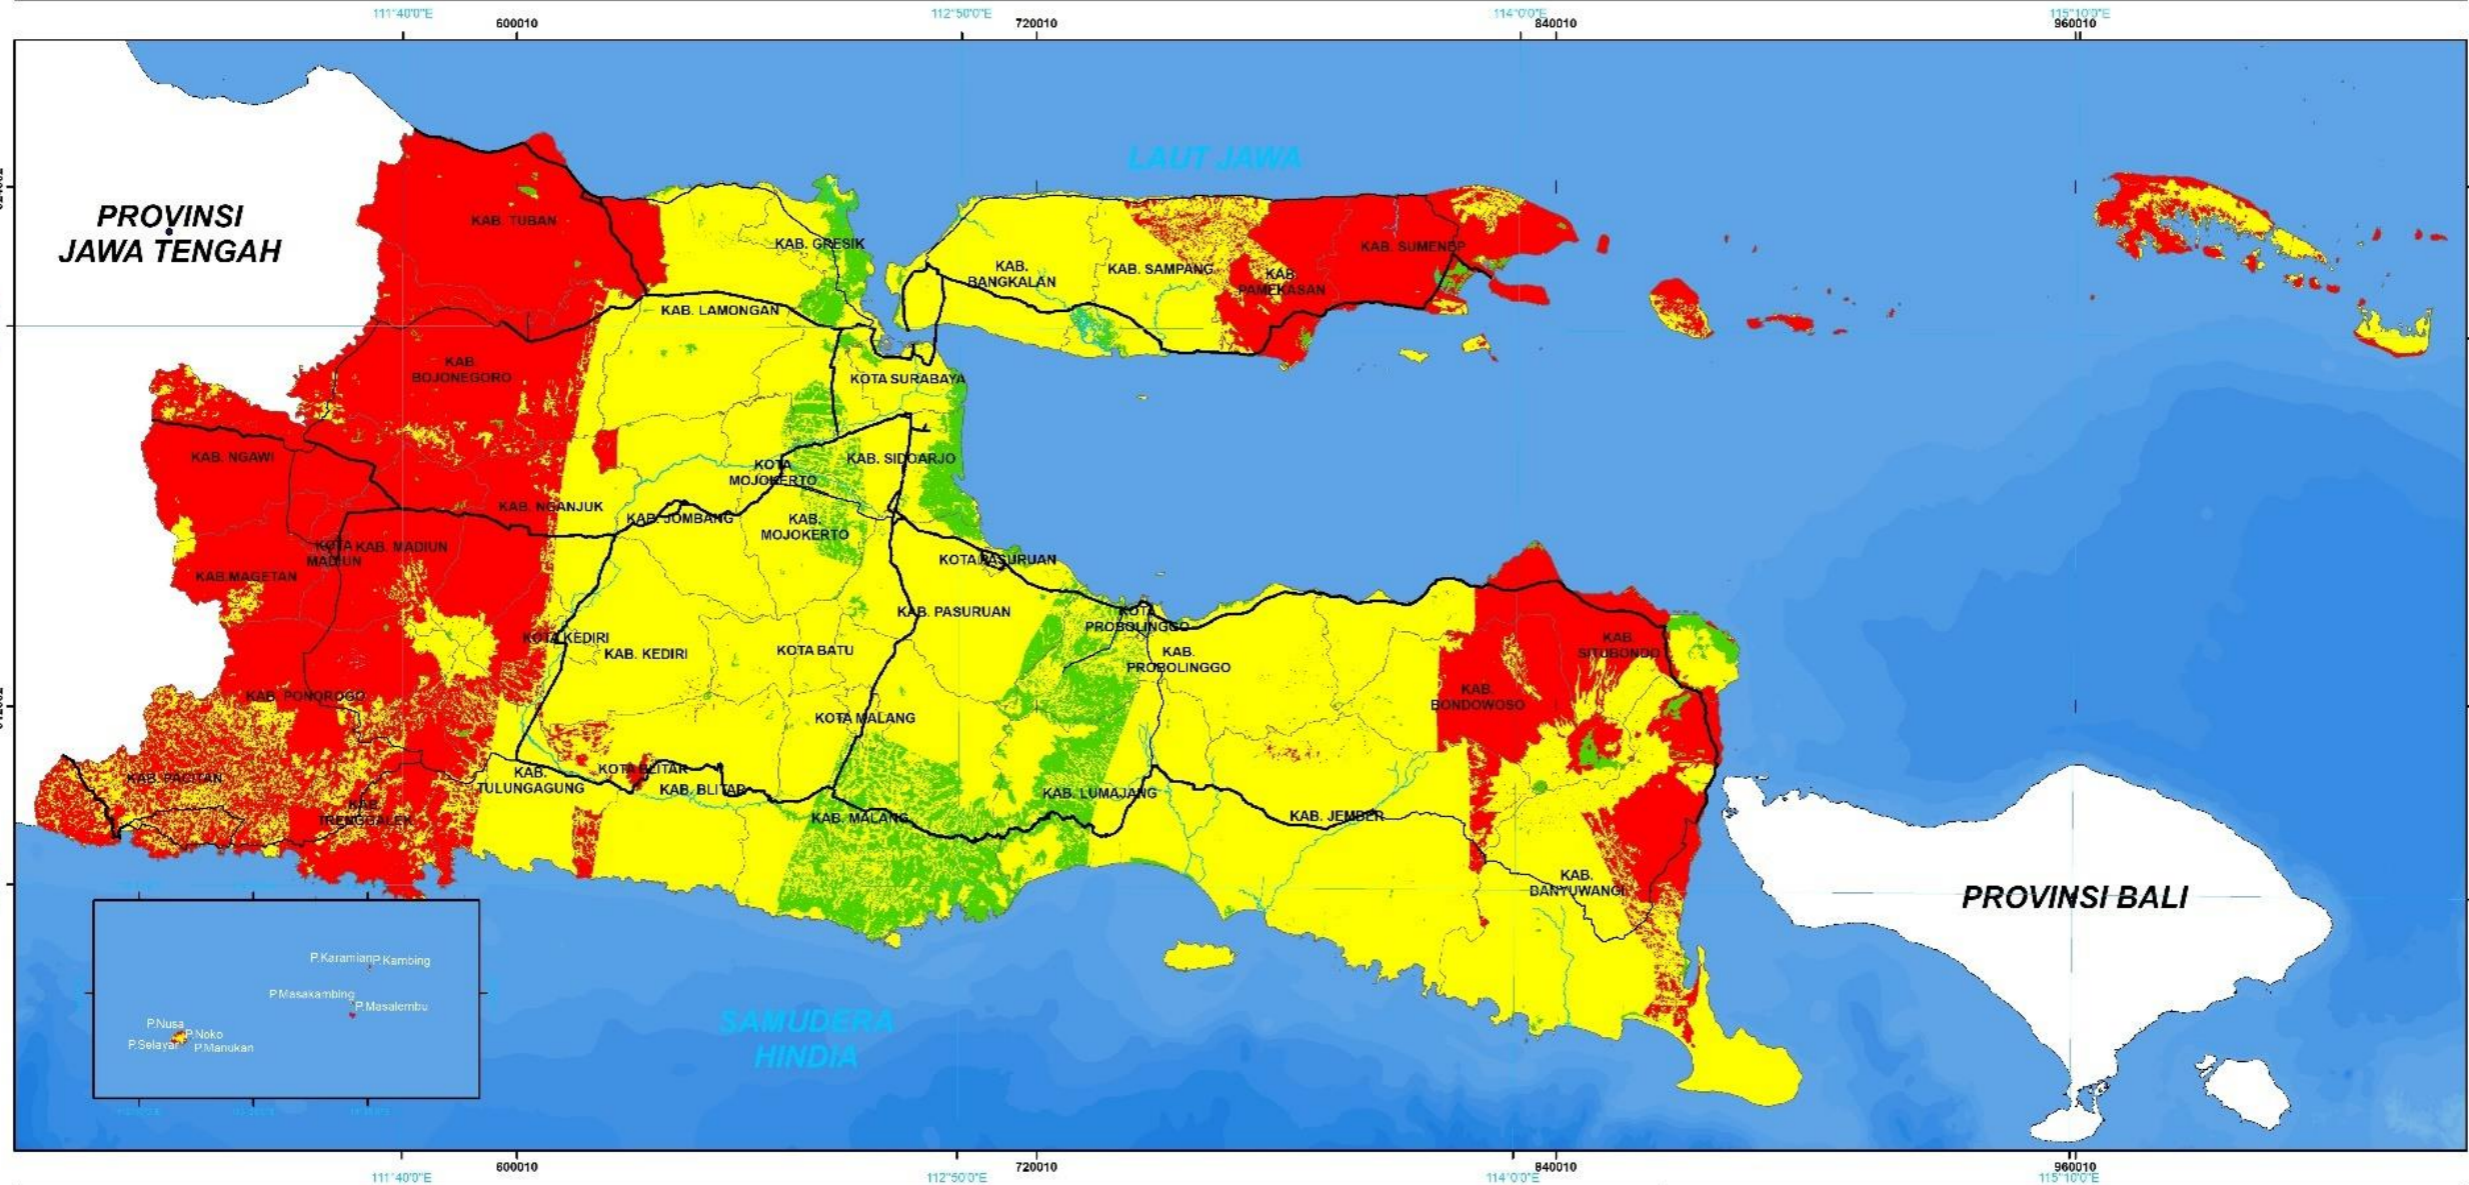 111°40'0"E
112°50'0"E
114°0'0"E
115°10'0"E
600010
720010
840010
960010
LAUT JAWA
PROVINSI
JAWA TENGAH
KAB. TUBAN
KAB. GRESIK
KAB. SUMENEP
KAB.
BANGKALAN
KAB. SAMPANG
KAB.
PAMEKASAN
KAB. LAMONGAN
KAB.
BOJONEGORO
KOTA SURABAYA
KAB. NGAWI
KOTA
MOJOKERTO
KAB. SIDOARJO
KAB. NGANJUK
KAB. JOMBANG
KAB.
MOJOKERTO
KOTA
MADIUN
KAB. MADIUN
KOTA PASURUAN
KAB.MAGETAN
KAB. PASURUAN
KOTA
PROBOLINGGO
KOTA KEDIRI
KAB. KEDIRI
KOTA BATU
KAB.
PROBOLINGGO
KAB.
SITUBONDO
KAB. PONOROGO
KAB.
BONDOWOSO
KOTA MALANG
KAB. PACITAN
KAB.
TULUNGAGUNG
KOTA BLITAR
KAB. BLITAR
KAB. LUMAJANG
KAB.
TRENGGALEK
KAB. MALANG
KAB. JEMBER
KAB.
BANYUWANGI
PROVINSI BALI
P.Karamian
P.Kambing
P.Masakambing
P.Masalembu
P.Nusa
P.Noko
P.Selayar
P.Manukan
SAMUDERA
HINDIA
600010
720010
840010
960010
111°40'0"E
112°50'0"E
114°0'0"E
115°10'0"E